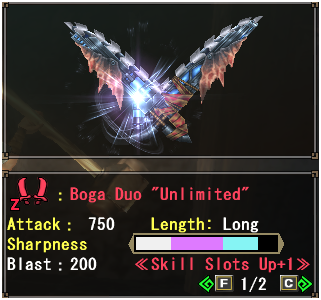 Z : Boga Duo "Unlimited"
Attack : 750 Length: Long
Sharpness
Blast : 200 ≪Skill Slots Up+1≫
F 1/2 C